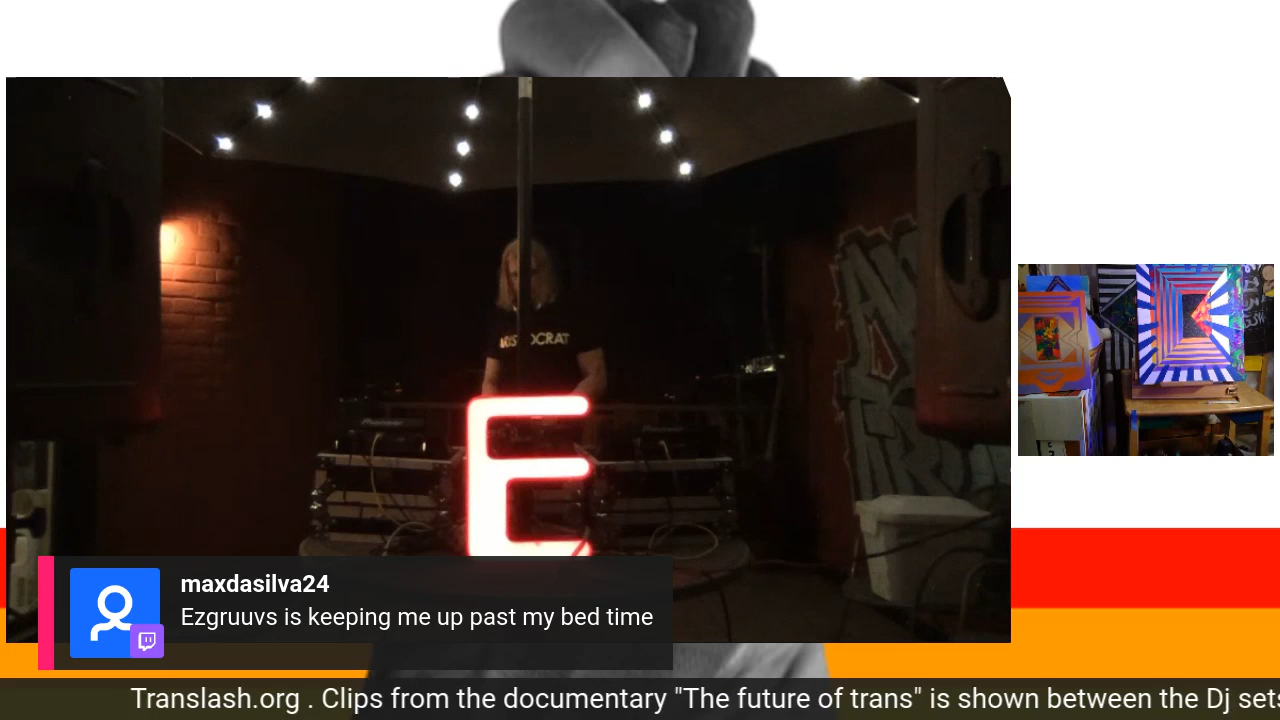 E
maxdasilva24
Ezgruuvs is keeping me up past my bed time
Translash.org . Clips from the documentary "The future of trans" is shown between the Dj sets